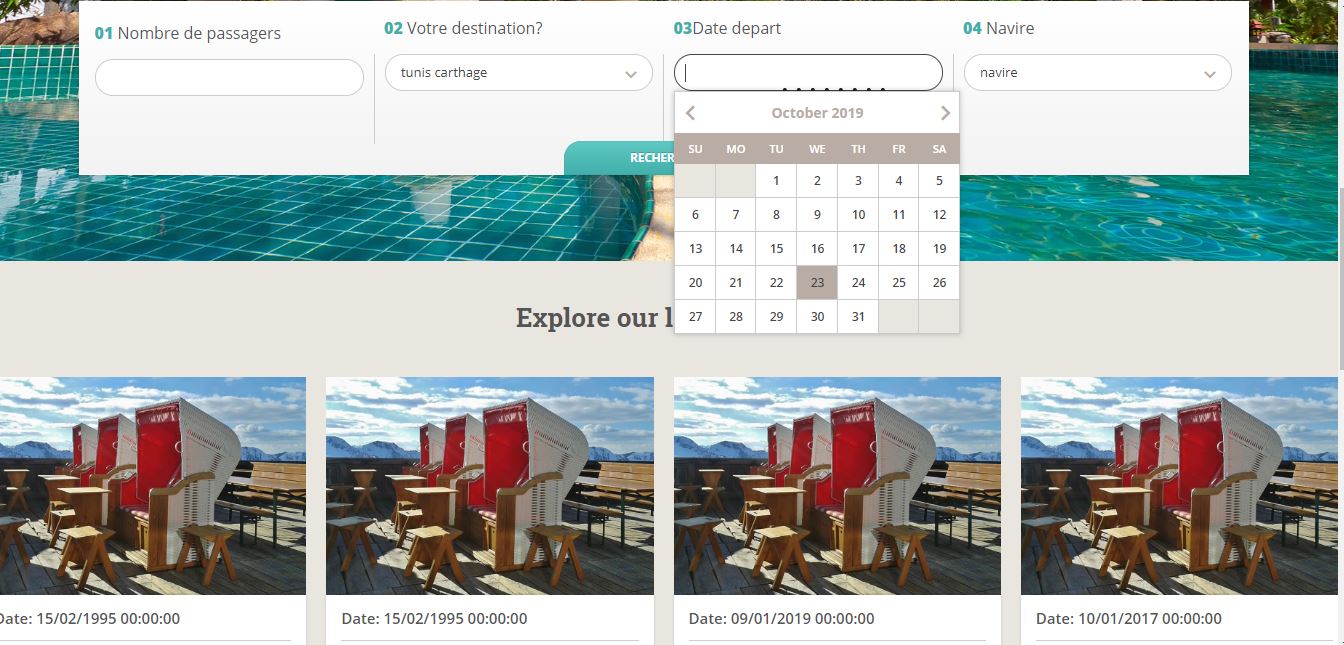 01 Nombre de passagers
02 Votre destination?
tunis carthage
03Date depart
04 Navire
navire
October 2019
SU MO TU WE TH FR SA
1 2 3 4 5
6 7 8 9 10 11 12
13 14 15 16 17 18 19
20 21 22 23 24 25 26
27 28 29 30 31
Explore our
Date: 15/02/1995 00:00:00
Date: 15/02/1995 00:00:00
Date: 09/01/2019 00:00:00
Date: 10/01/2017 00:00:00